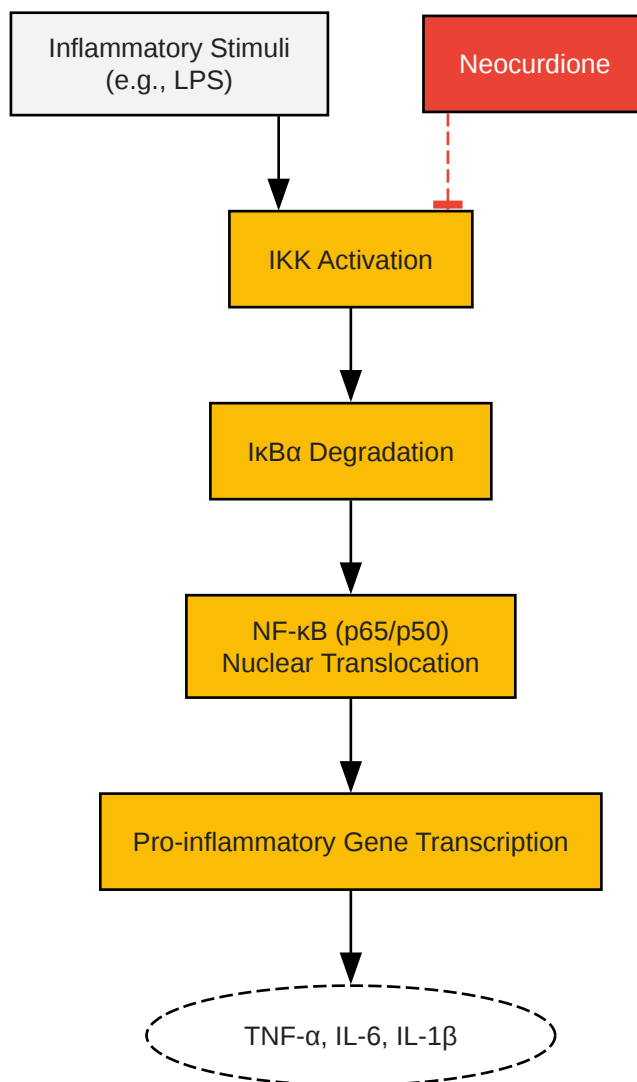 Inflammatory Stimuli
(e.g., LPS)
Neocurdione
IKK Activation
IκBα Degradation
NF-κB (p65/p50)
Nuclear Translocation
Pro-inflammatory Gene Transcription
TNF-α, IL-6, IL-1β